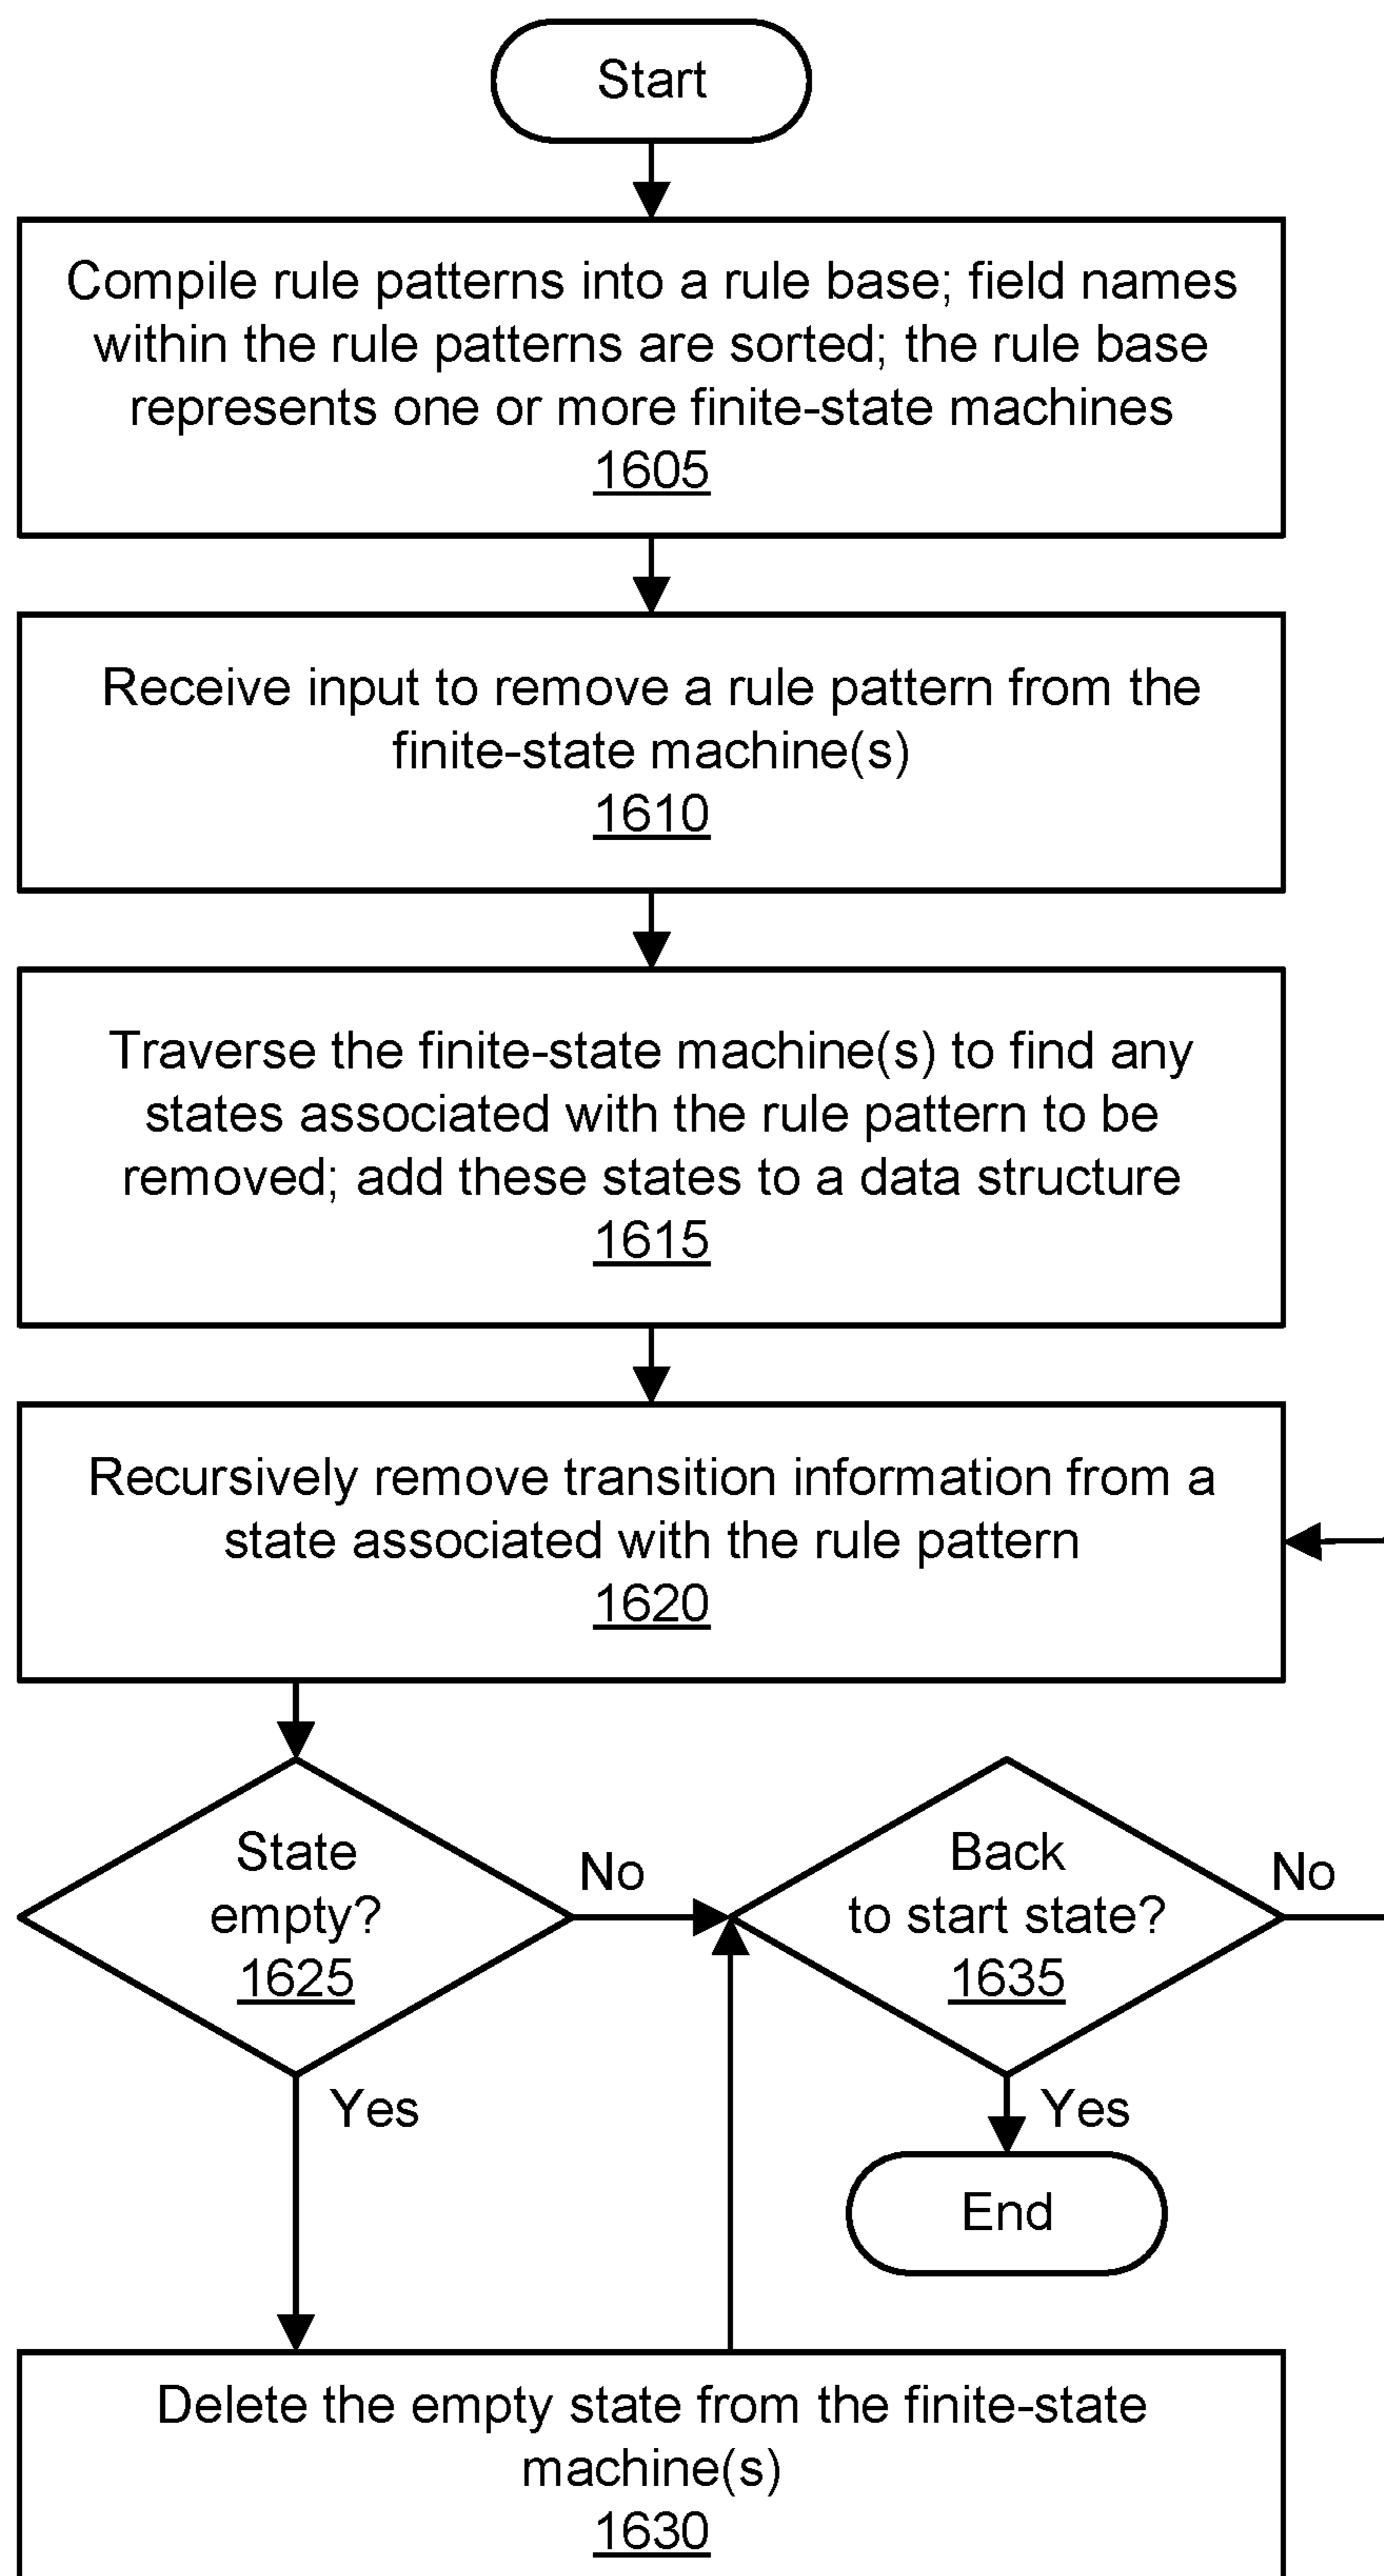 Start
Compile rule patterns into a rule base; field names
within the rule patterns are sorted; the rule base
represents one or more finite-state machines
1605
Receive input to remove a rule pattern from the
finite-state machine(s)
1610
Traverse the finite-state machine(s) to find any
states associated with the rule pattern to be
removed; add these states to a data structure
1615
Recursively remove transition information from a
state associated with the rule pattern
1620
State
empty?
1625
No
Yes
Back
to start state?
1635
No
Yes
End
Delete the empty state from the finite-state
machine(s)
1630